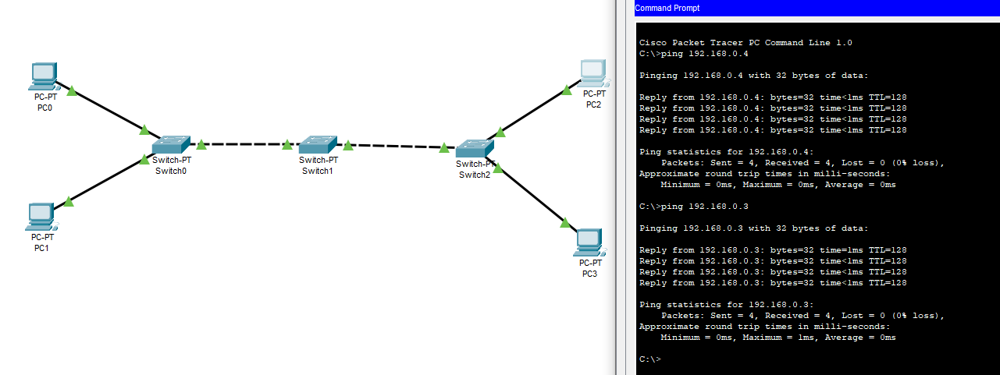 PC-PT
PC0
PC-PT
PC1
Switch-PT
Switch0
Switch-PT
Switch1
Switch-PT
Switch2
PC-PT
PC2
PC-PT
PC3
Command Prompt
Cisco Packet Tracer PC Command Line 1.0
C:\>ping 192.168.0.4
Pinging 192.168.0.4 with 32 bytes of data:
Reply from 192.168.0.4: bytes=32 time<1ms TTL=128
Reply from 192.168.0.4: bytes=32 time<1ms TTL=128
Reply from 192.168.0.4: bytes=32 time<1ms TTL=128
Reply from 192.168.0.4: bytes=32 time<1ms TTL=128
Ping statistics for 192.168.0.4:
Packets: Sent = 4, Received = 4, Lost = 0 (0% loss),
Approximate round trip times in milli-seconds:
Minimum = 0ms, Maximum = 0ms, Average = 0ms
C:\>ping 192.168.0.3
Pinging 192.168.0.3 with 32 bytes of data:
Reply from 192.168.0.3: bytes=32 time=1ms TTL=128
Reply from 192.168.0.3: bytes=32 time<1ms TTL=128
Reply from 192.168.0.3: bytes=32 time<1ms TTL=128
Reply from 192.168.0.3: bytes=32 time<1ms TTL=128
Ping statistics for 192.168.0.3:
Packets: Sent = 4, Received = 4, Lost = 0 (0% loss),
Approximate round trip times in milli-seconds:
Minimum = 0ms, Maximum = 1ms, Average = 0ms
C:\>